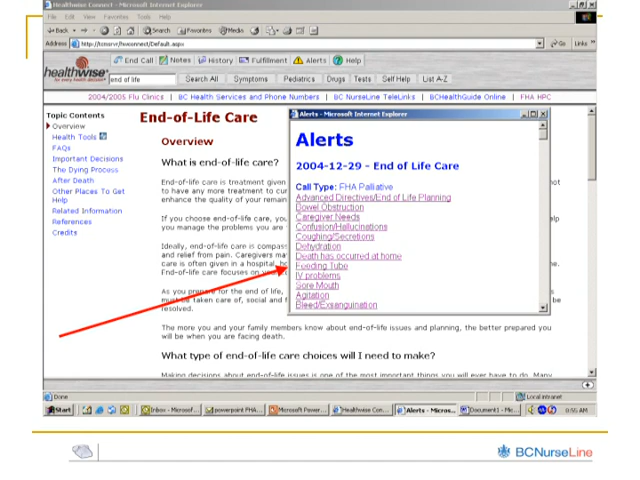 Healthwise Connect - Microsoft Internet Explorer
File Edit View Favorites Tools Help
Back Search Favorites Media
Address http://ismsrvr/hwconnect/Default.aspx Go Links »
End Call Notes History Fulfillment Alerts Help
healthwise
for every health decision
end of life Search All Symptoms Pediatrics Drugs Tests Self Help List A-Z
2004/2005 Flu Clinics | BC Health Services and Phone Numbers | BC NurseLine TeleLinks | BCHealthGuide Online | FHA HPC
Topic Contents
Overview
Health Tools
FAQs
Important Decisions
The Dying Process
After Death
Other Places To Get
Help
Related Information
References
Credits
End-of-Life Care
Overview
What is end-of-life care?
End-of-life care is treatment given not
to have any more treatment to cur
enhance the quality of your remain
If you choose end-of-life care, you elp
you manage the problems you are
Ideally, end-of-life care is compass
and relief from pain. Caregivers ma
care is often given in a hospital, ho me.
End-of-life care focuses on
As you prepare for the end of life,
must be taken care of, social and f be
resolved.
The more you and your family members know about end-of-life issues and planning, the better prepared you
will be when you are facing death.
What type of end-of-life care choices will I need to make?
Making decisions about end-of-life issues is one of the most important things you will ever have to do. Many
Alerts - Microsoft Internet Explorer
Alerts
2004-12-29 - End of Life Care
Call Type: FHA Palliative
Advanced Directives/End of Life Planning
Bowel Obstruction
Caregiver Needs
Confusion/Hallucinations
Coughing/Secretions
Dehydration
Death has occurred at home
Feeding Tube
IV problems
Sore Mouth
Agitation
Bleed/Exsanguination
Done Local intranet
Start Inbox - Microsof... powerpoint FHA... Microsoft Power... Healthwise Con... Alerts - Micros... Document1 - Mic... 0:55 AM
BCNurseLine